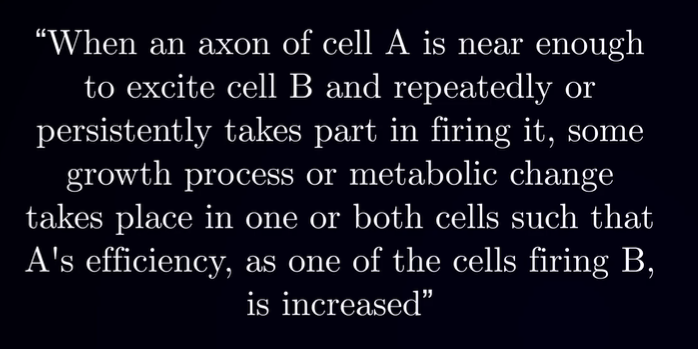 “When an axon of cell A is near enough
to excite cell B and repeatedly or
persistently takes part in firing it, some
growth process or metabolic change
takes place in one or both cells such that
A's efficiency, as one of the cells firing B,
is increased”